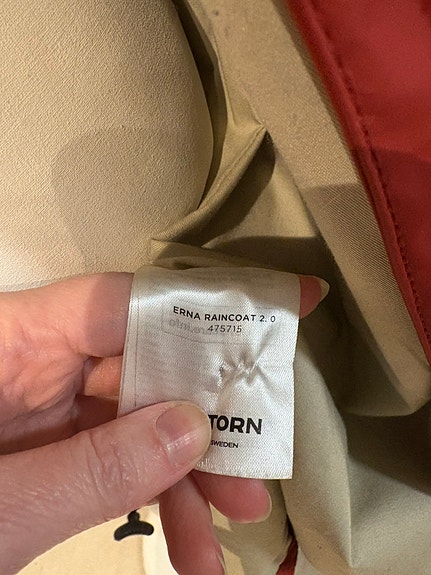 ERNA RAINCOAT 2.0
475715
TORN
SWEDEN